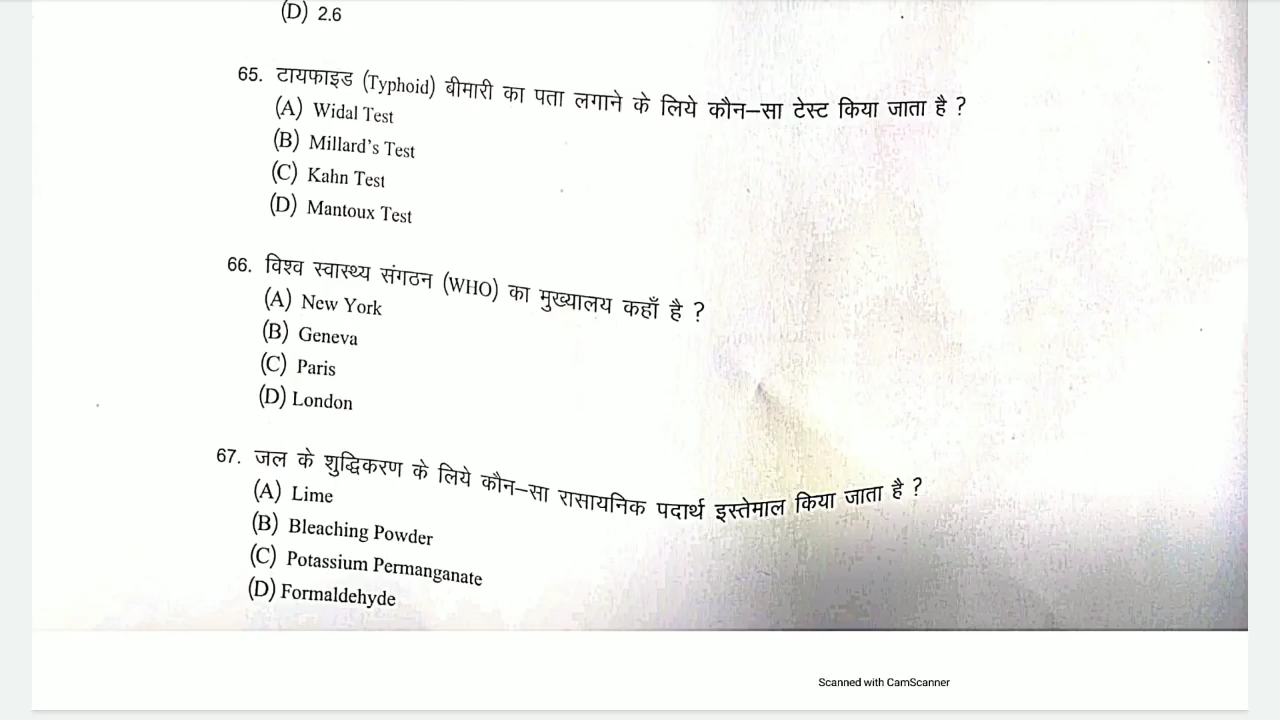 (D) 2.6
65. टायफाइड (Typhoid) बीमारी का पता लगाने के लिये कौन–सा टेस्ट किया जाता है ?
(A) Widal Test
(B) Millard's Test
(C) Kahn Test
(D) Mantoux Test
66. विश्व स्वास्थ्य संगठन (WHO) का मुख्यालय कहाँ है ?
(A) New York
(B) Geneva
(C) Paris
(D) London
67. जल के शुद्धिकरण के लिये कौन–सा रासायनिक पदार्थ इस्तेमाल किया जाता है ?
(A) Lime
(B) Bleaching Powder
(C) Potassium Permanganate
(D) Formaldehyde
Scanned with CamScanner